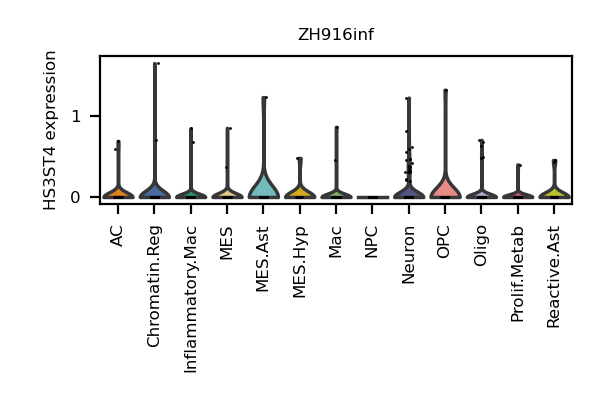 ZH916inf
HS3ST4 expression
1
0
AC
Chromatin.Reg
Inflammatory.Mac
MES
MES.Ast
MES.Hyp
Mac
NPC
Neuron
OPC
Oligo
Prolif.Metab
Reactive.Ast